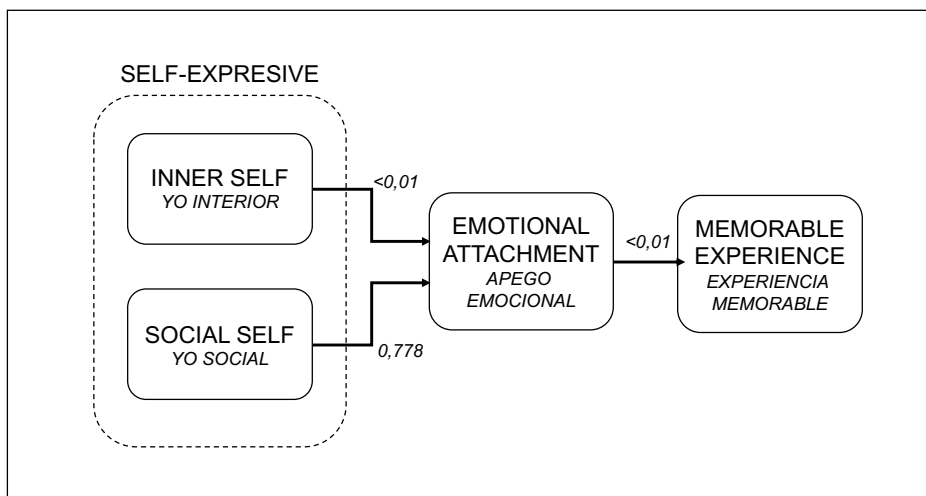 SELF-EXPRESIVE
INNER SELF
YO INTERIOR
<0,01
SOCIAL SELF
YO SOCIAL
0,778
EMOTIONAL
ATTACHMENT
APEGO
EMOCIONAL
<0,01
MEMORABLE
EXPERIENCE
EXPERIENCIA
MEMORABLE